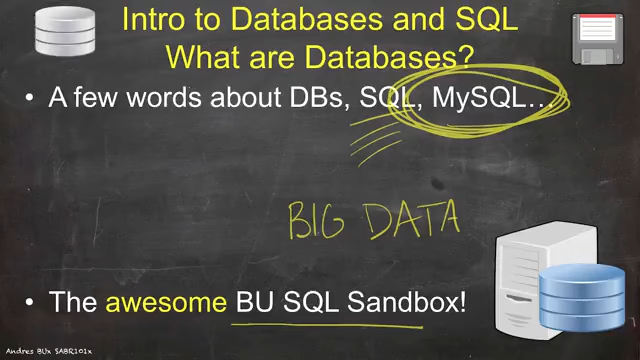 Intro to Databases and SQL
What are Databases?
• A few words about DBs, SQL, MySQL...
BIG DATA
• The awesome BU SQL Sandbox!
Andres BUx SABR101x